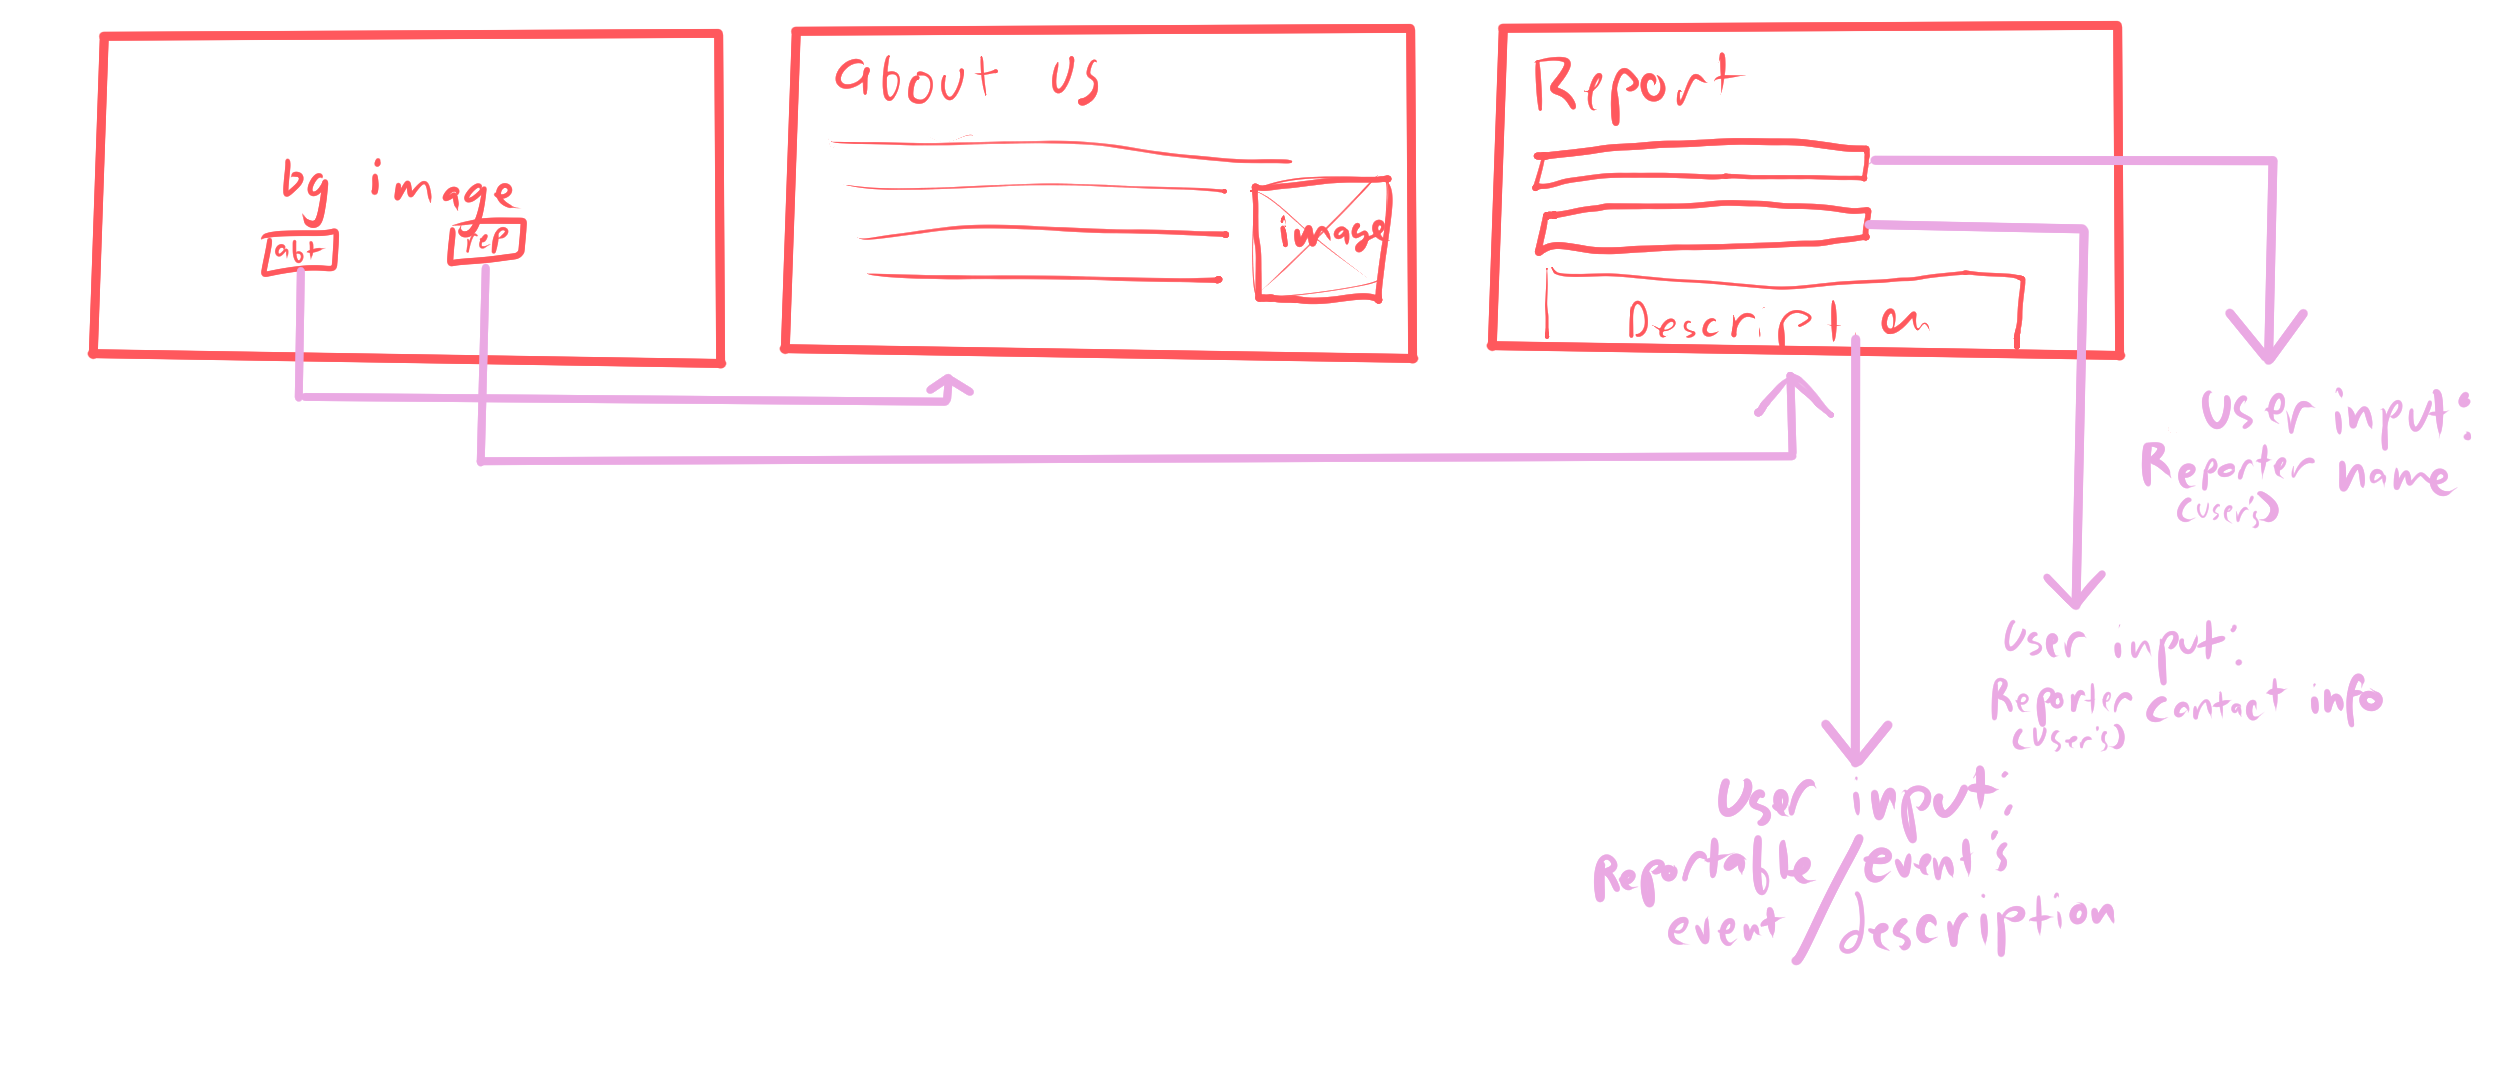 bg image
abt
rep
about us
image
Report
Description
User input:
Reporter name
(user's)
User input:
Reporter contact info
(user's)
User input:
Reportable event's
event/description